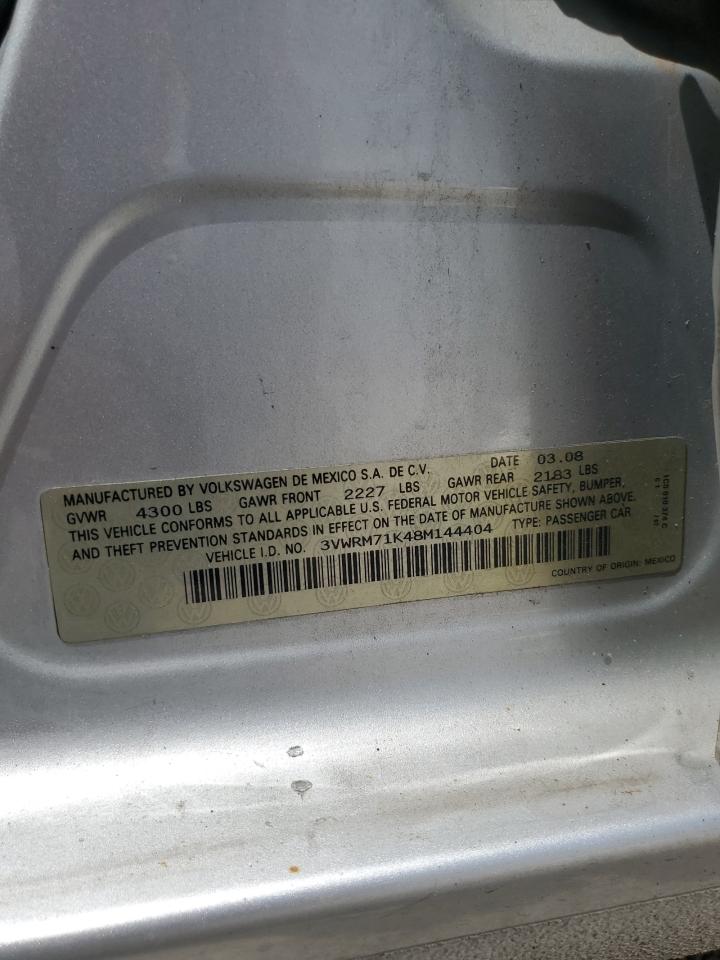 MANUFACTURED BY VOLKSWAGEN DE MEXICO S.A. DE C.V. DATE 03.08
GVWR 4300 LBS GAWR FRONT 2227 LBS GAWR REAR 2183 LBS
THIS VEHICLE CONFORMS TO ALL APPLICABLE U.S. FEDERAL MOTOR VEHICLE SAFETY, BUMPER,
AND THEFT PREVENTION STANDARDS IN EFFECT ON THE DATE OF MANUFACTURE SHOWN ABOVE.
VEHICLE I.D. NO. 3VWRM71K48M144404 TYPE: PASSENGER CAR
COUNTRY OF ORIGIN: MEXICO